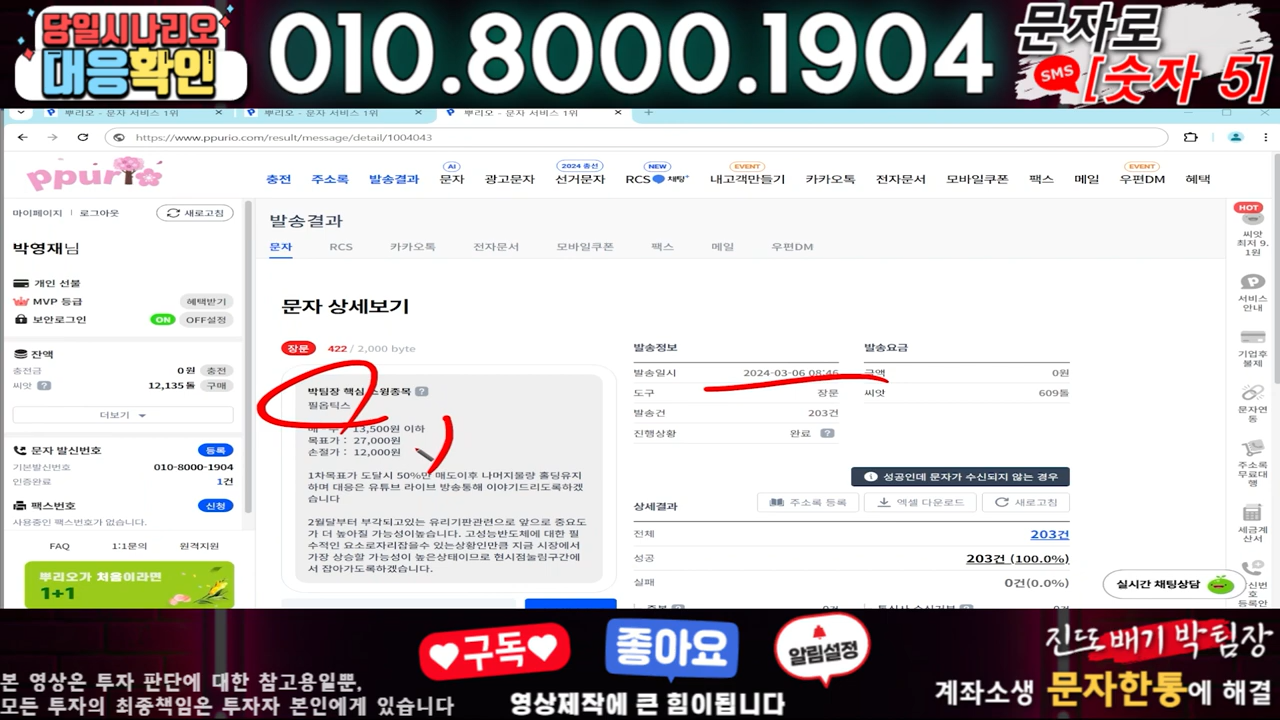 당일시나리오
대응확인
010.8000.1904
문자로
SMS [숫자 5]
뿌리오 - 문자 서비스 1위
뿌리오 - 문자 서비스 1위
뿌리오 - 문자 서비스 1위
https://www.ppurio.com/result/message/detail/1004043
ppurio
충전
주소록
발송결과
AI
문자
광고문자
2024 총선
선거문자
NEW
RCS 채팅+
EVENT
내고객만들기
카카오톡
전자문서
모바일쿠폰
팩스
메일
EVENT
우편DM
혜택
마이페이지 | 로그아웃
새로고침
박영재님
개인 선불
MVP 등급
혜택받기
보안로그인
ON
OFF설정
잔액
충전금
0원
충전
씨앗 ?
12,135톨
구매
더보기
문자 발신번호
등록
기본발신번호
010-8000-1904
인증완료
1건
팩스번호
신청
사용중인 팩스번호가 없습니다.
FAQ
1:1문의
원격지원
뿌리오가 처음이라면
1+1
발송결과
문자
RCS
카카오톡
전자문서
모바일쿠폰
팩스
메일
우편DM
문자 상세보기
장문
422 / 2,000 byte
박팀장 핵심 스윙종목 ?
필옵틱스
13,500원 이하
목표가 : 27,000원
손절가 : 12,000원
1차목표가 도달시 50%만 매도이후 나머지물량 홀딩유지
하며 대응은 유튜브 라이브 방송통해 이야기드리도록하겠
습니다
2월달부터 부각되고있는 유리기판관련으로 앞으로 중요도
가 더 높아질 가능성이높습니다. 고성능반도체에 대한 필
수적인 요소로자리잡을수 있는상황인만큼 지금 시장에서
가장 상승할 가능성이 높은상태이므로 현시점눌림구간에
서 잡아가도록하겠습니다.
발송정보
발송일시
2024-03-06 08:46
도구
장문
발송건
203건
진행상황
완료 ?
발송요금
금액
0원
씨앗
609톨
성공인데 문자가 수신되지 않는 경우
상세결과
주소록 등록
엑셀 다운로드
새로고침
전체
203건
성공
203건 (100.0%)
실패
0건(0.0%)
HOT
씨앗
최저 9.
1원
서비스
안내
기업후
불제
문자연
동
주소록
무료대
행
세금계
산서
실시간 채팅상담
본 영상은 투자 판단에 대한 참고용일뿐,
모든 투자의 최종책임은 투자자 본인에게 있습니다
구독
좋아요
알림설정
영상제작에 큰 힘이됩니다
진또배기 박팀장
계좌소생 문자한통에 해결